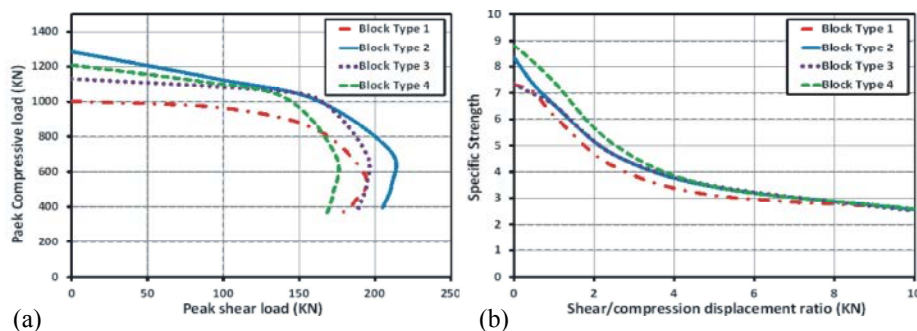 1400
1200
1000
800
600
400
200
0
Paek Compressive load (KN)
Block Type 1
Block Type 2
Block Type 3
Block Type 4
0 50 100 150 200 250
Peak shear load (KN)
(a)
10
9
8
7
6
5
4
3
2
1
0
Specific Strength
Block Type 1
Block Type 2
Block Type 3
Block Type 4
0 2 4 6 8 10
Shear/compression displacement ratio (KN)
(b)